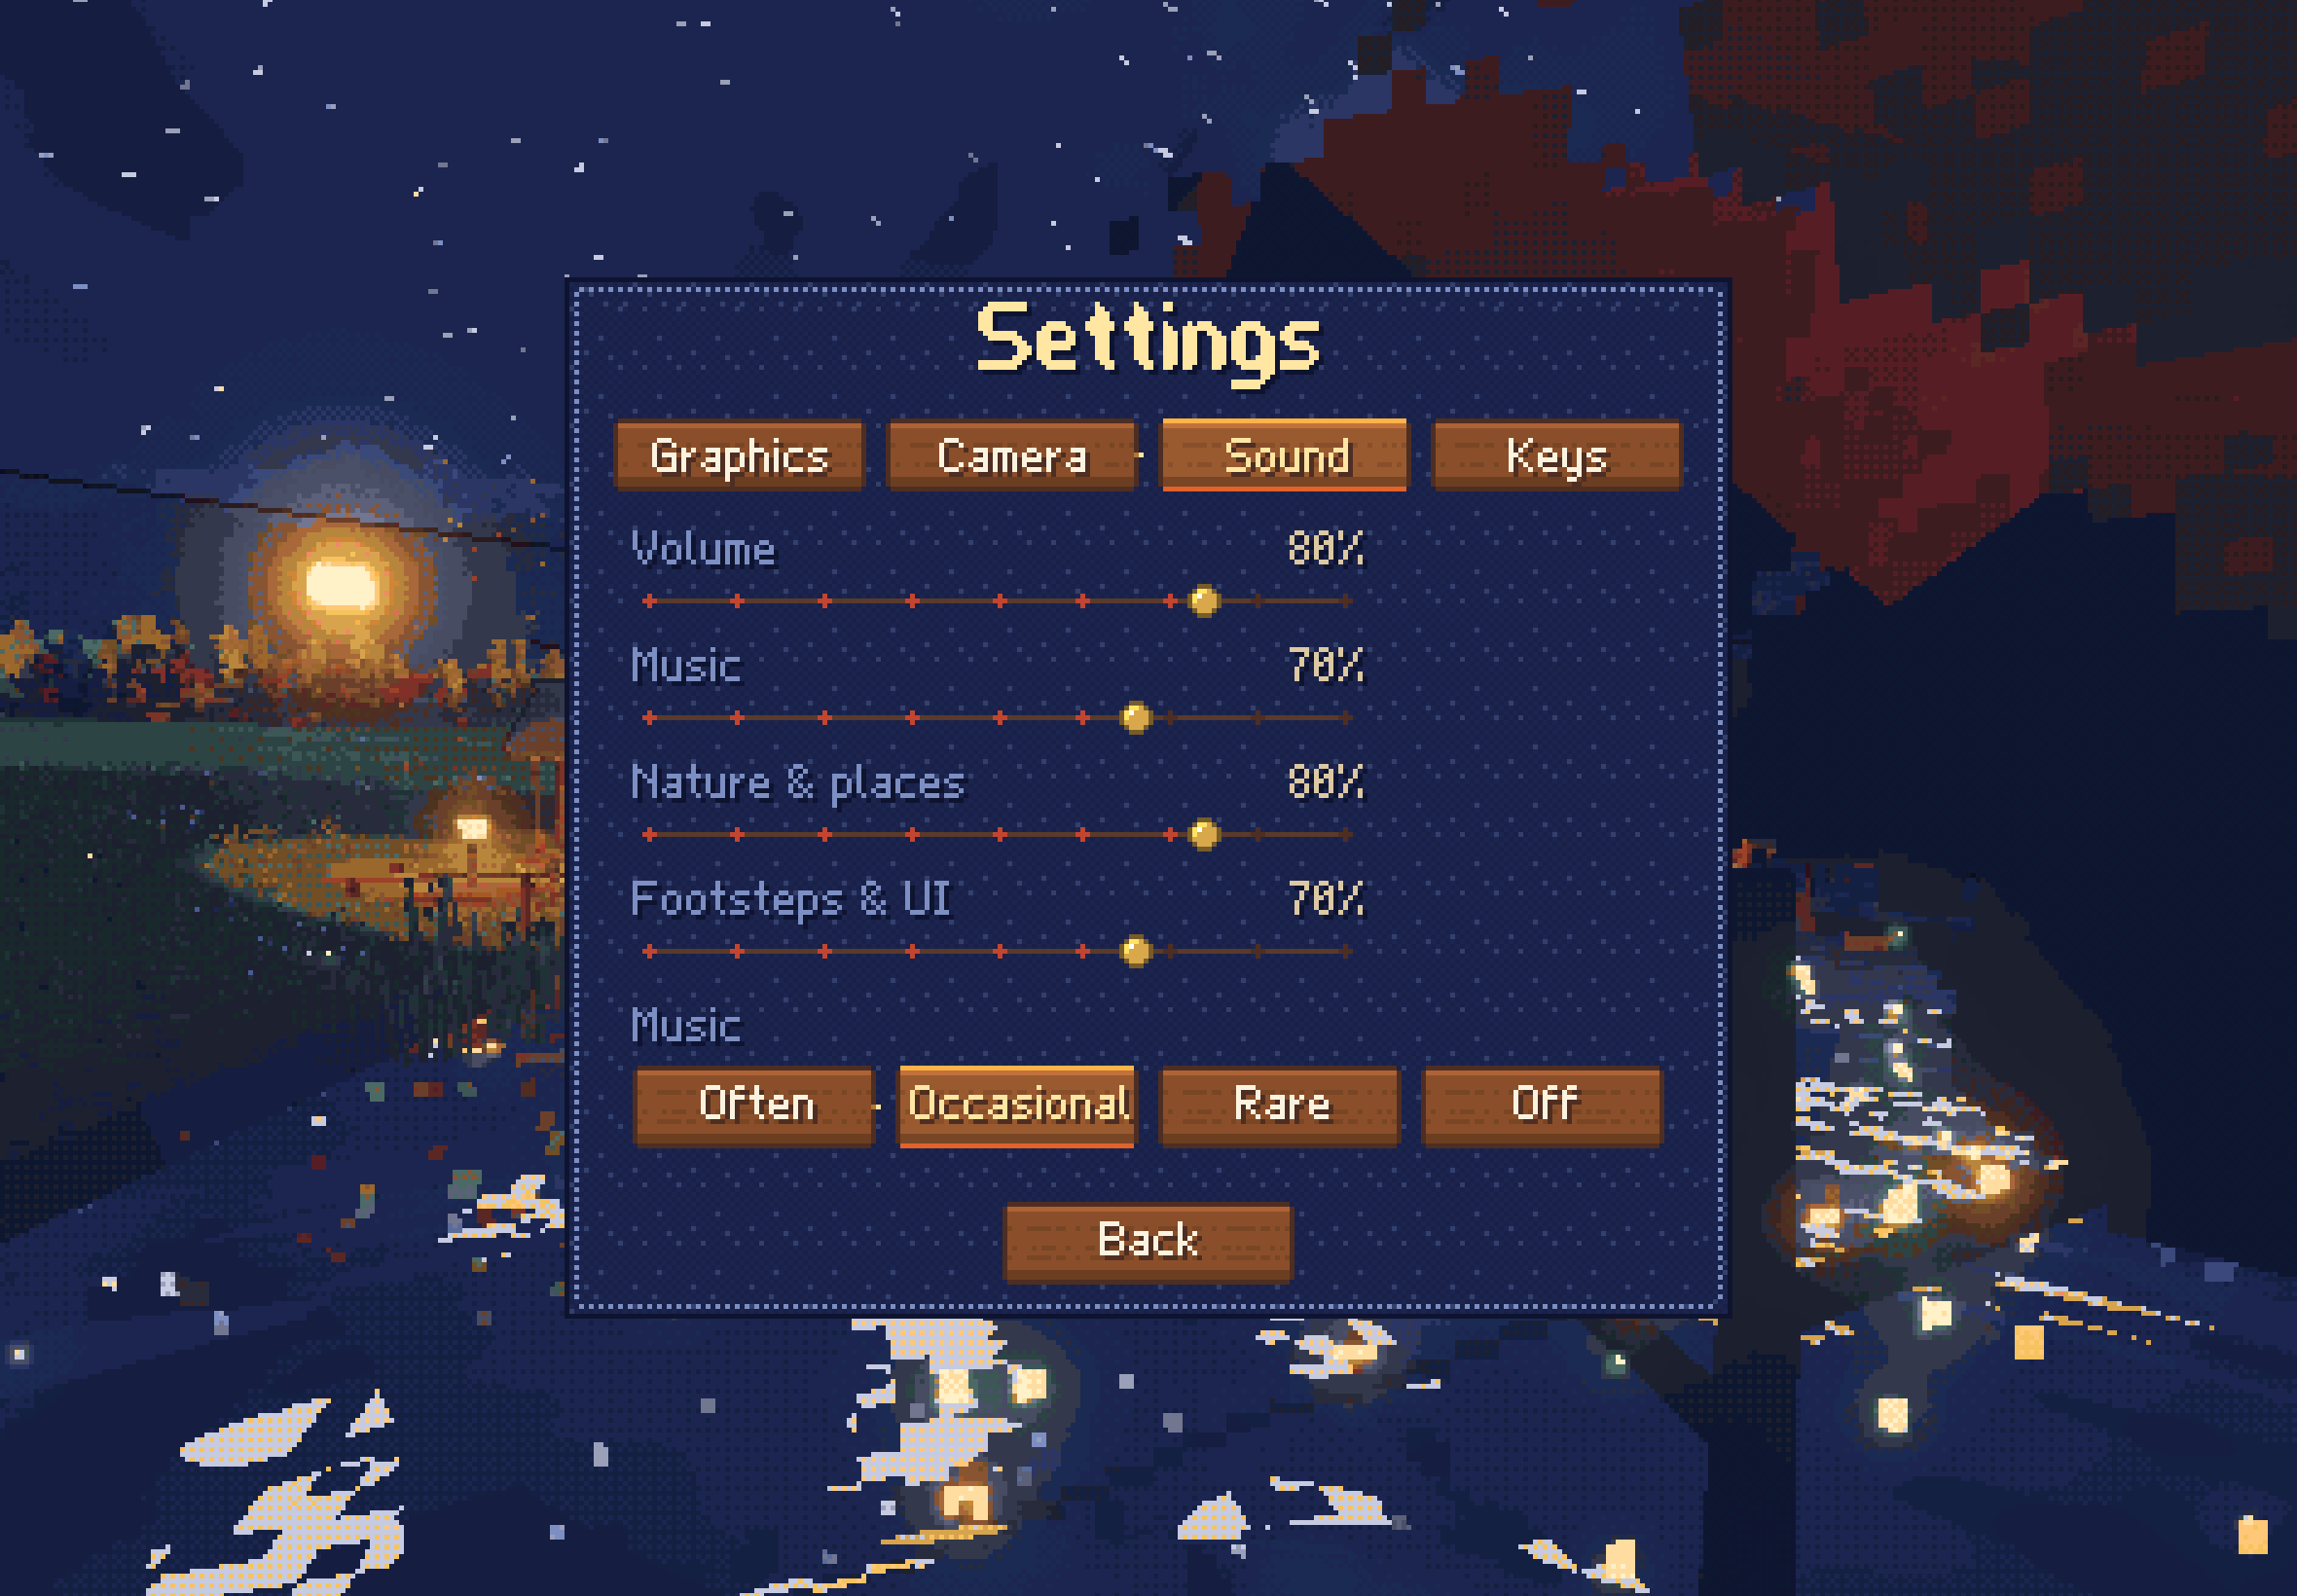 Settings
Graphics Camera Sound Keys
Volume 80%
Music 70%
Nature & places 80%
Footsteps & UI 70%
Music
Often Occasional Rare Off
Back